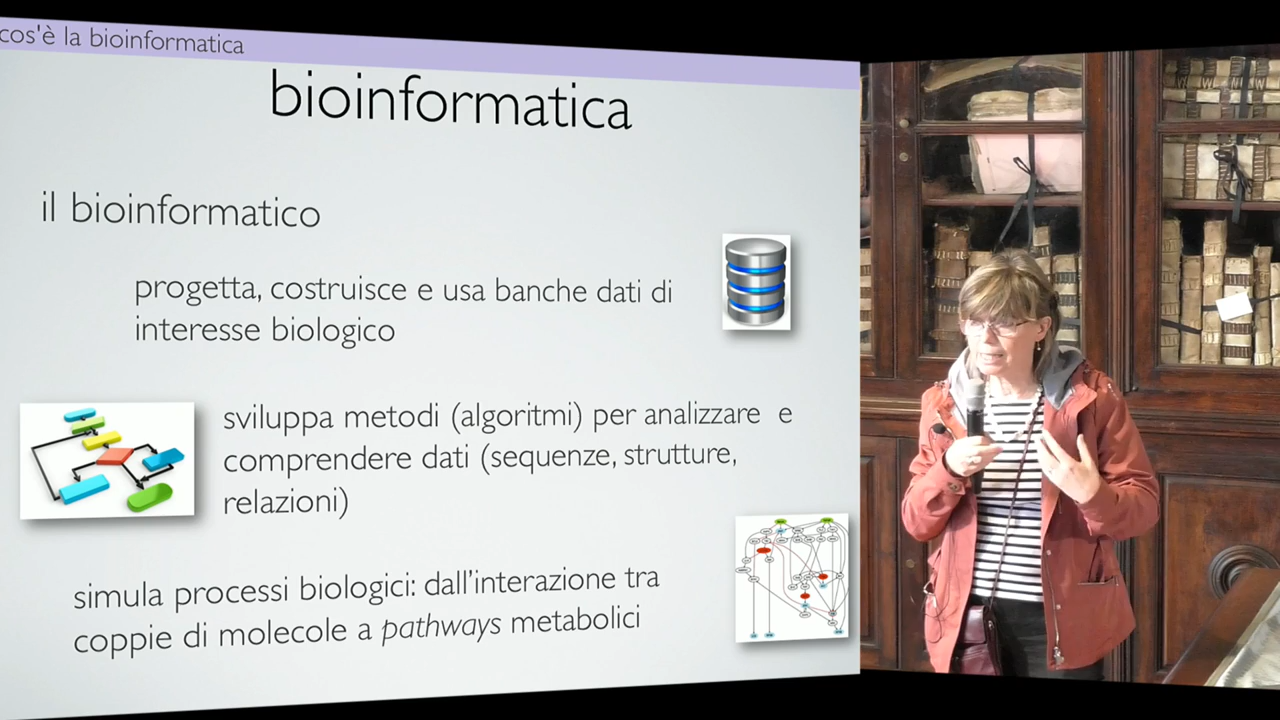 cos'è la bioinformatica
bioinformatica
il bioinformatico
progetta, costruisce e usa banche dati di
interesse biologico
sviluppa metodi (algoritmi) per analizzare e
comprendere dati (sequenze, strutture,
relazioni)
simula processi biologici: dall'interazione tra
coppie di molecole a pathways metabolici